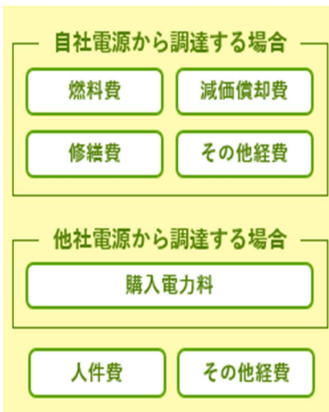 自社電源から調達する場合
燃料費 減価償却費
修繕費 その他経費
他社電源から調達する場合
購入電力料
人件費 その他経費